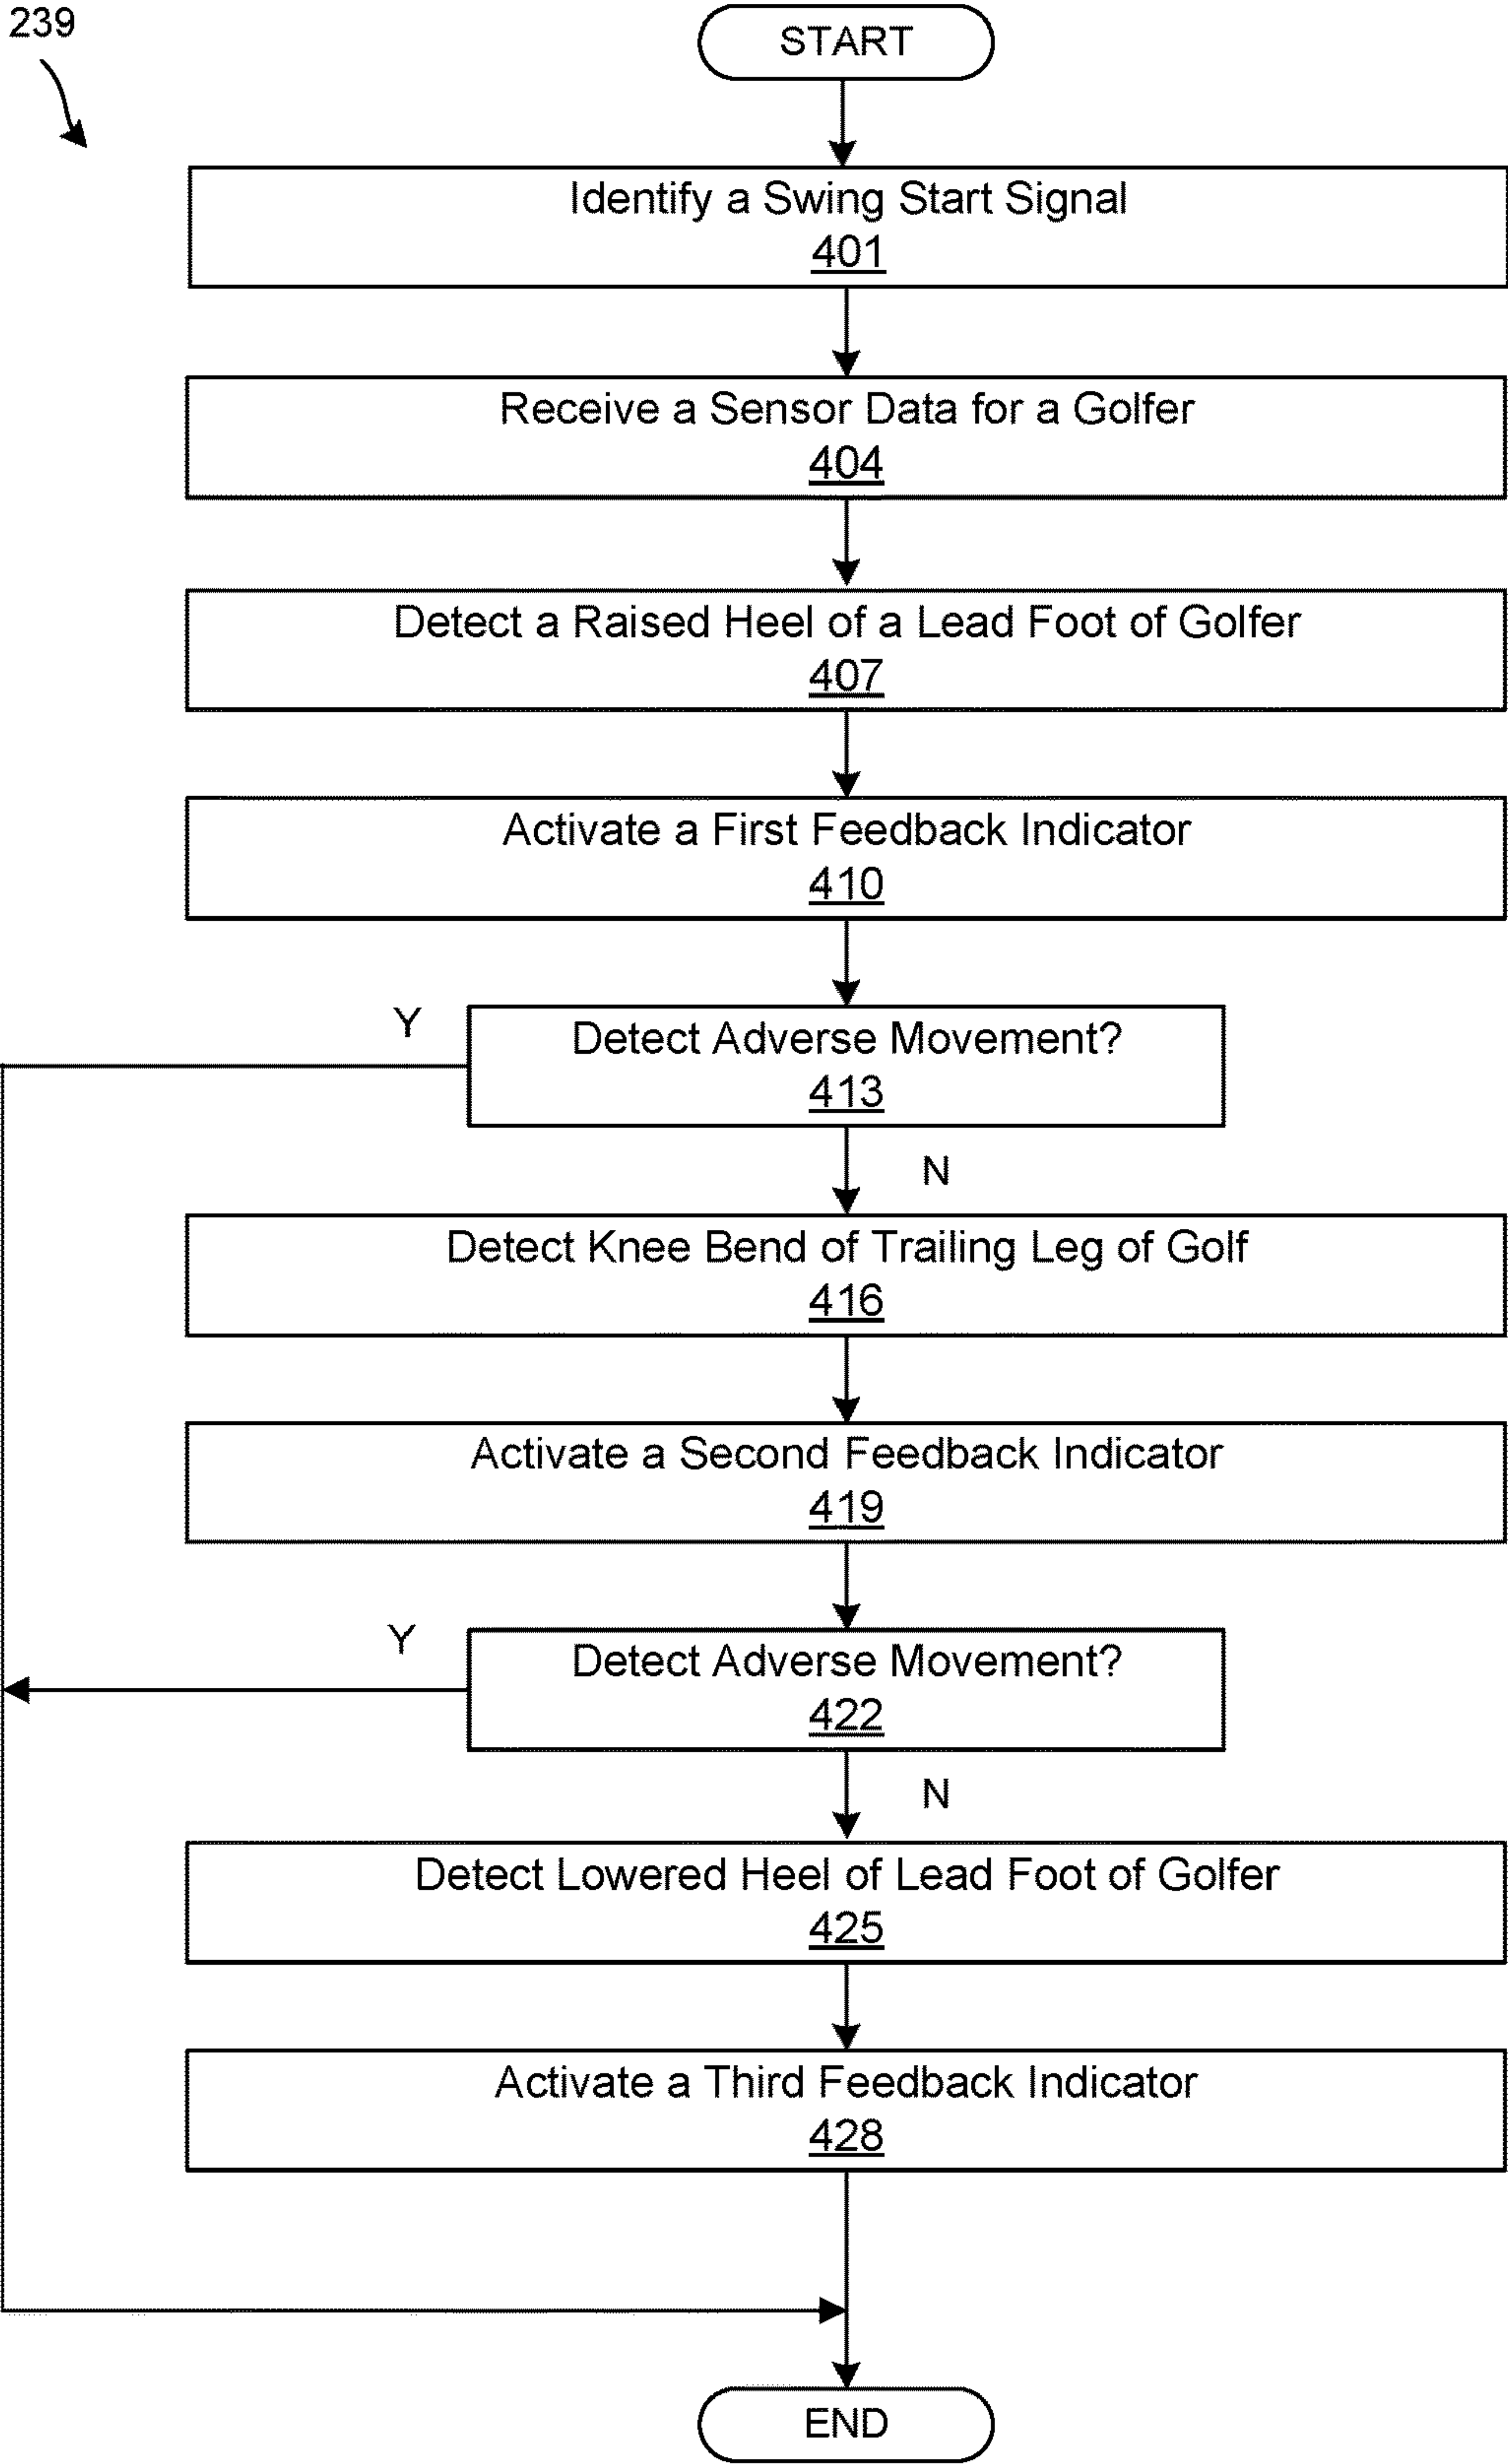 239
START
Identify a Swing Start Signal
401
Receive a Sensor Data for a Golfer
404
Detect a Raised Heel of a Lead Foot of Golfer
407
Activate a First Feedback Indicator
410
Y
Detect Adverse Movement?
413
N
Detect Knee Bend of Trailing Leg of Golf
416
Activate a Second Feedback Indicator
419
Y
Detect Adverse Movement?
422
N
Detect Lowered Heel of Lead Foot of Golfer
425
Activate a Third Feedback Indicator
428
END